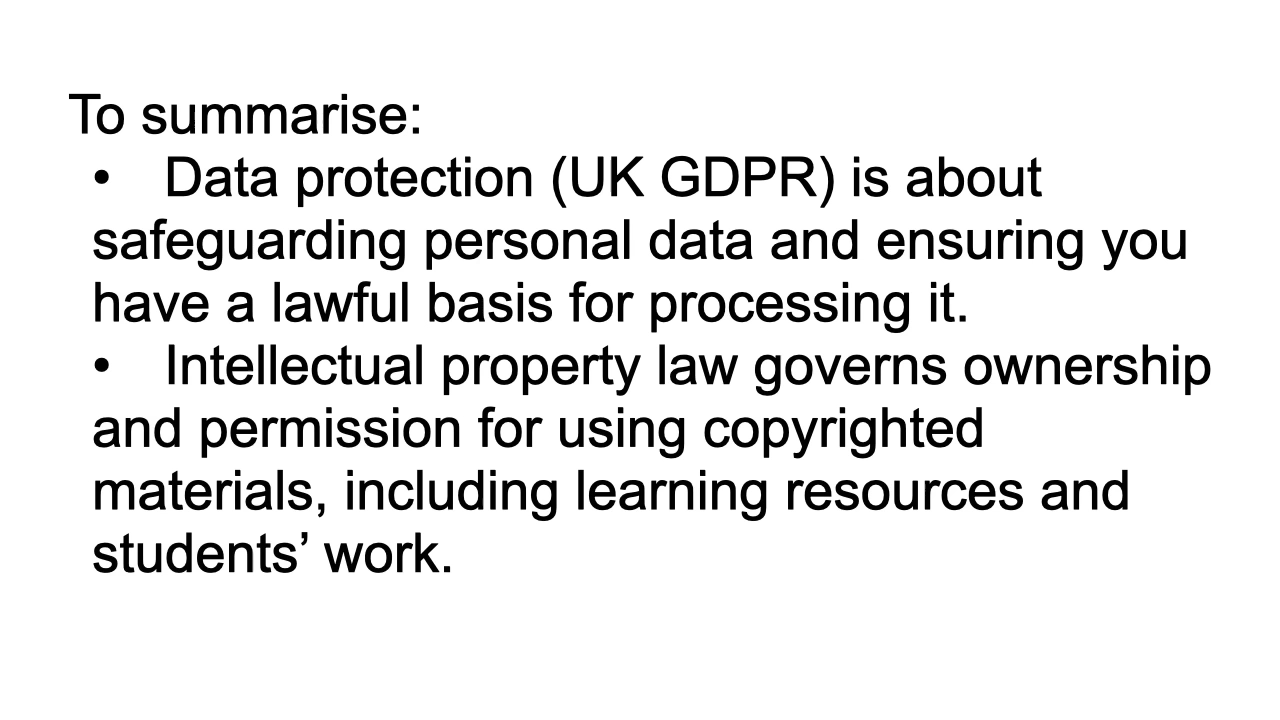 To summarise:
• Data protection (UK GDPR) is about
safeguarding personal data and ensuring you
have a lawful basis for processing it.
• Intellectual property law governs ownership
and permission for using copyrighted
materials, including learning resources and
students’ work.